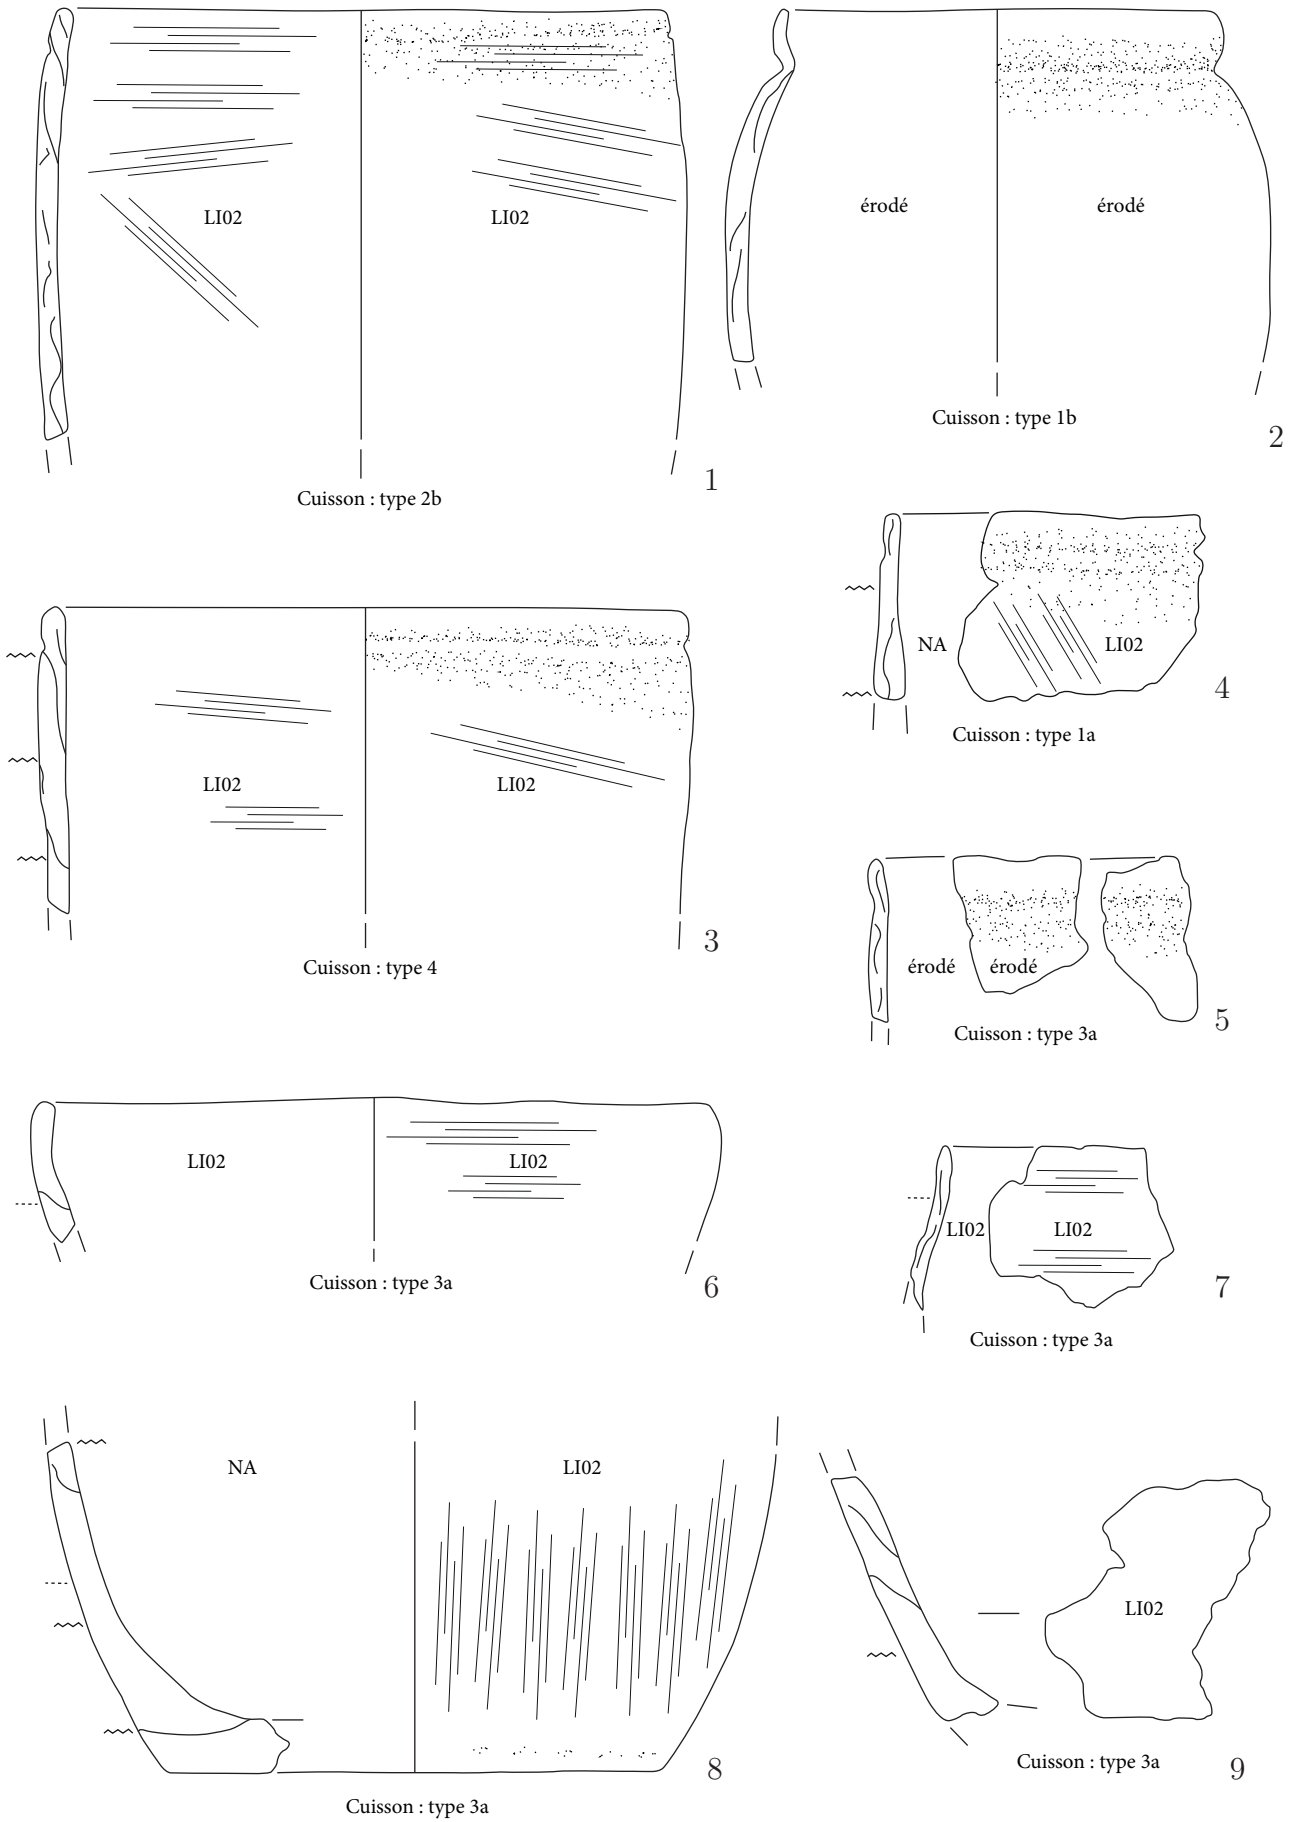 LI02
LI02
Cuisson : type 2b
1
érodé
érodé
Cuisson : type 1b
2
LI02
LI02
Cuisson : type 4
3
NA
LI02
Cuisson : type 1a
4
érodé
érodé
Cuisson : type 3a
5
LI02
LI02
Cuisson : type 3a
6
LI02
LI02
Cuisson : type 3a
7
NA
LI02
Cuisson : type 3a
8
LI02
Cuisson : type 3a
9